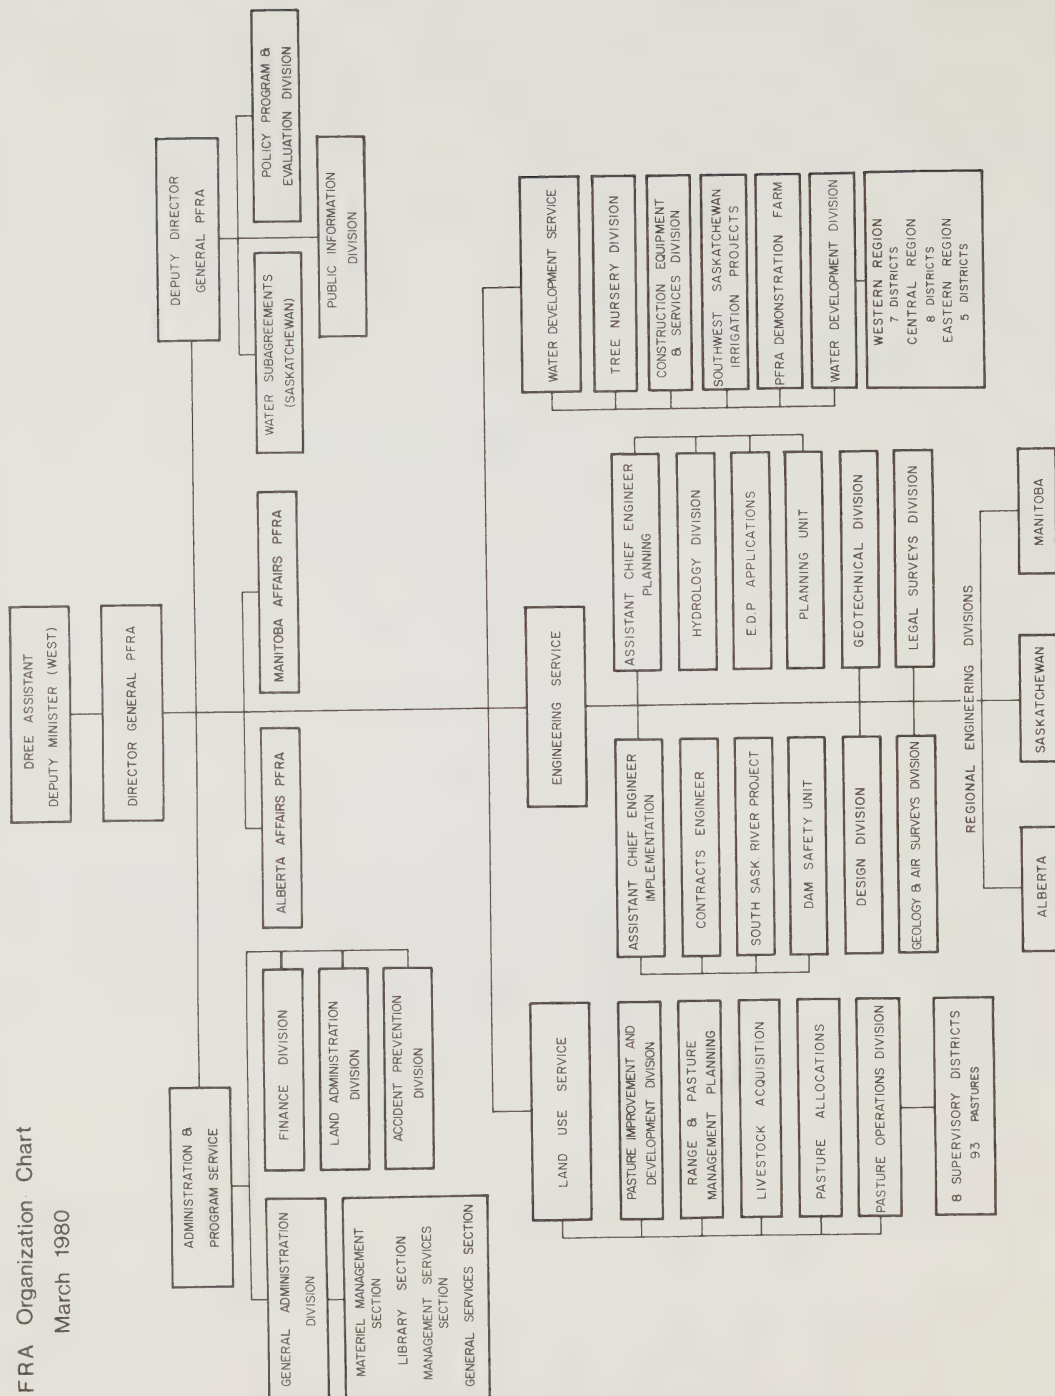 FRA Organization Chart
March 1980
DREE ASSISTANT
DEPUTY MINISTER (WEST)
DIRECTOR GENERAL PFRA
ADMINISTRATION &
PROGRAM SERVICE
DEPUTY DIRECTOR
GENERAL PFRA
GENERAL ADMINISTRATION
DIVISION
MATERIEL MANAGEMENT
SECTION
LIBRARY SECTION
MANAGEMENT SERVICES
SECTION
GENERAL SERVICES SECTION
FINANCE DIVISION
LAND ADMINISTRATION
DIVISION
ACCIDENT PREVENTION
DIVISION
ALBERTA AFFAIRS PFRA
MANITOBA AFFAIRS PFRA
WATER SUBAGREEMENTS
(SASKATCHEWAN)
POLICY PROGRAM &
EVALUATION DIVISION
PUBLIC INFORMATION
DIVISION
LAND USE SERVICE
PASTURE IMPROVEMENT AND
DEVELOPMENT DIVISION
RANGE & PASTURE
MANAGEMENT PLANNING
LIVESTOCK ACQUISITION
PASTURE ALLOCATIONS
PASTURE OPERATIONS DIVISION
8 SUPERVISORY DISTRICTS
93 PASTURES
ENGINEERING SERVICE
ASSISTANT CHIEF ENGINEER
IMPLEMENTATION
CONTRACTS ENGINEER
SOUTH SASK. RIVER PROJECT
DAM SAFETY UNIT
DESIGN DIVISION
GEOLOGY & AIR SURVEYS DIVISION
ASSISTANT CHIEF ENGINEER
PLANNING
HYDROLOGY DIVISION
E.D.P APPLICATIONS
PLANNING UNIT
GEOTECHNICAL DIVISION
LEGAL SURVEYS DIVISION
REGIONAL ENGINEERING DIVISIONS
ALBERTA
SASKATCHEWAN
MANITOBA
WATER DEVELOPMENT SERVICE
TREE NURSERY DIVISION
CONSTRUCTION EQUIPMENT
& SERVICES DIVISION
SOUTHWEST SASKATCHEWAN
IRRIGATION PROJECTS
PFRA DEMONSTRATION FARM
WATER DEVELOPMENT DIVISION
WESTERN REGION
7 DISTRICTS
CENTRAL REGION
8 DISTRICTS
EASTERN REGION
5 DISTRICTS